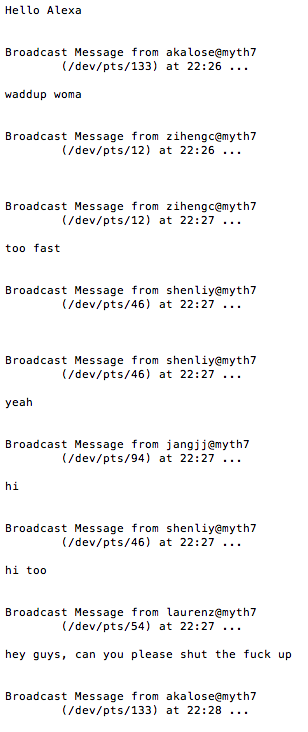 Hello Alexa
Broadcast Message from akalose@myth7
(/dev/pts/133) at 22:26 ...
waddup woma
Broadcast Message from zihengc@myth7
(/dev/pts/12) at 22:26 ...
Broadcast Message from zihengc@myth7
(/dev/pts/12) at 22:27 ...
too fast
Broadcast Message from shenliy@myth7
(/dev/pts/46) at 22:27 ...
Broadcast Message from shenliy@myth7
(/dev/pts/46) at 22:27 ...
yeah
Broadcast Message from jangjj@myth7
(/dev/pts/94) at 22:27 ...
hi
Broadcast Message from shenliy@myth7
(/dev/pts/46) at 22:27 ...
hi too
Broadcast Message from laurenz@myth7
(/dev/pts/54) at 22:27 ...
hey guys, can you please shut the fuck up
Broadcast Message from akalose@myth7
(/dev/pts/133) at 22:28 ...